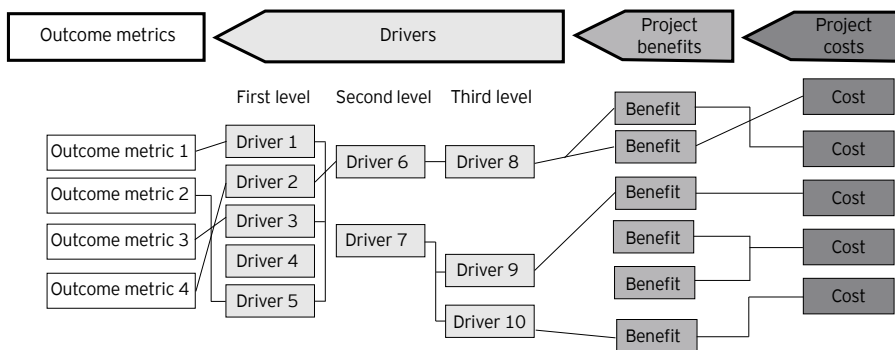 Outcome metrics
Drivers
Project
benefits
Project
costs
First level
Second level
Third level
Outcome metric 1
Outcome metric 2
Outcome metric 3
Outcome metric 4
Driver 1
Driver 2
Driver 3
Driver 4
Driver 5
Driver 6
Driver 7
Driver 8
Driver 9
Driver 10
Benefit
Benefit
Benefit
Benefit
Benefit
Benefit
Cost
Cost
Cost
Cost
Cost